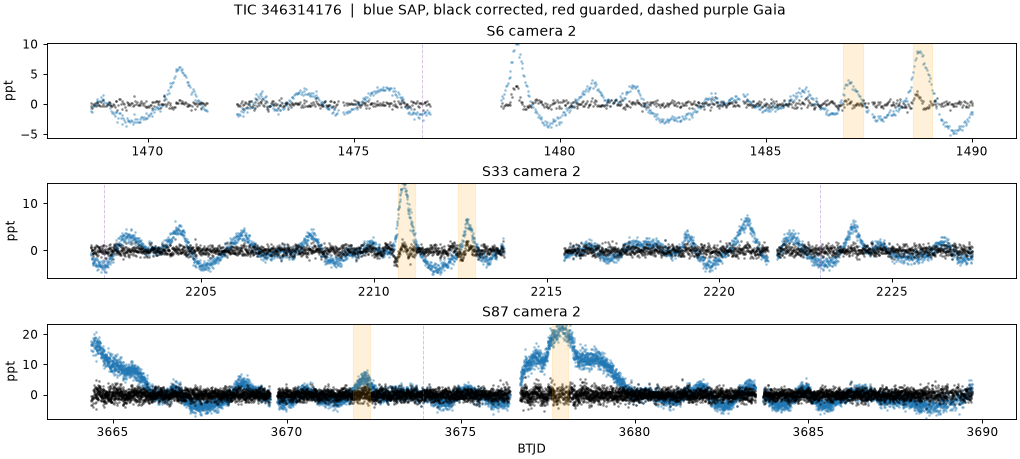 TIC 346314176 | blue SAP, black corrected, red guarded, dashed purple Gaia
S6 camera 2
ppt
10
5
0
−5
1470 1475 1480 1485 1490
S33 camera 2
ppt
10
0
2205 2210 2215 2220 2225
S87 camera 2
ppt
20
10
0
3665 3670 3675 3680 3685 3690
BTJD